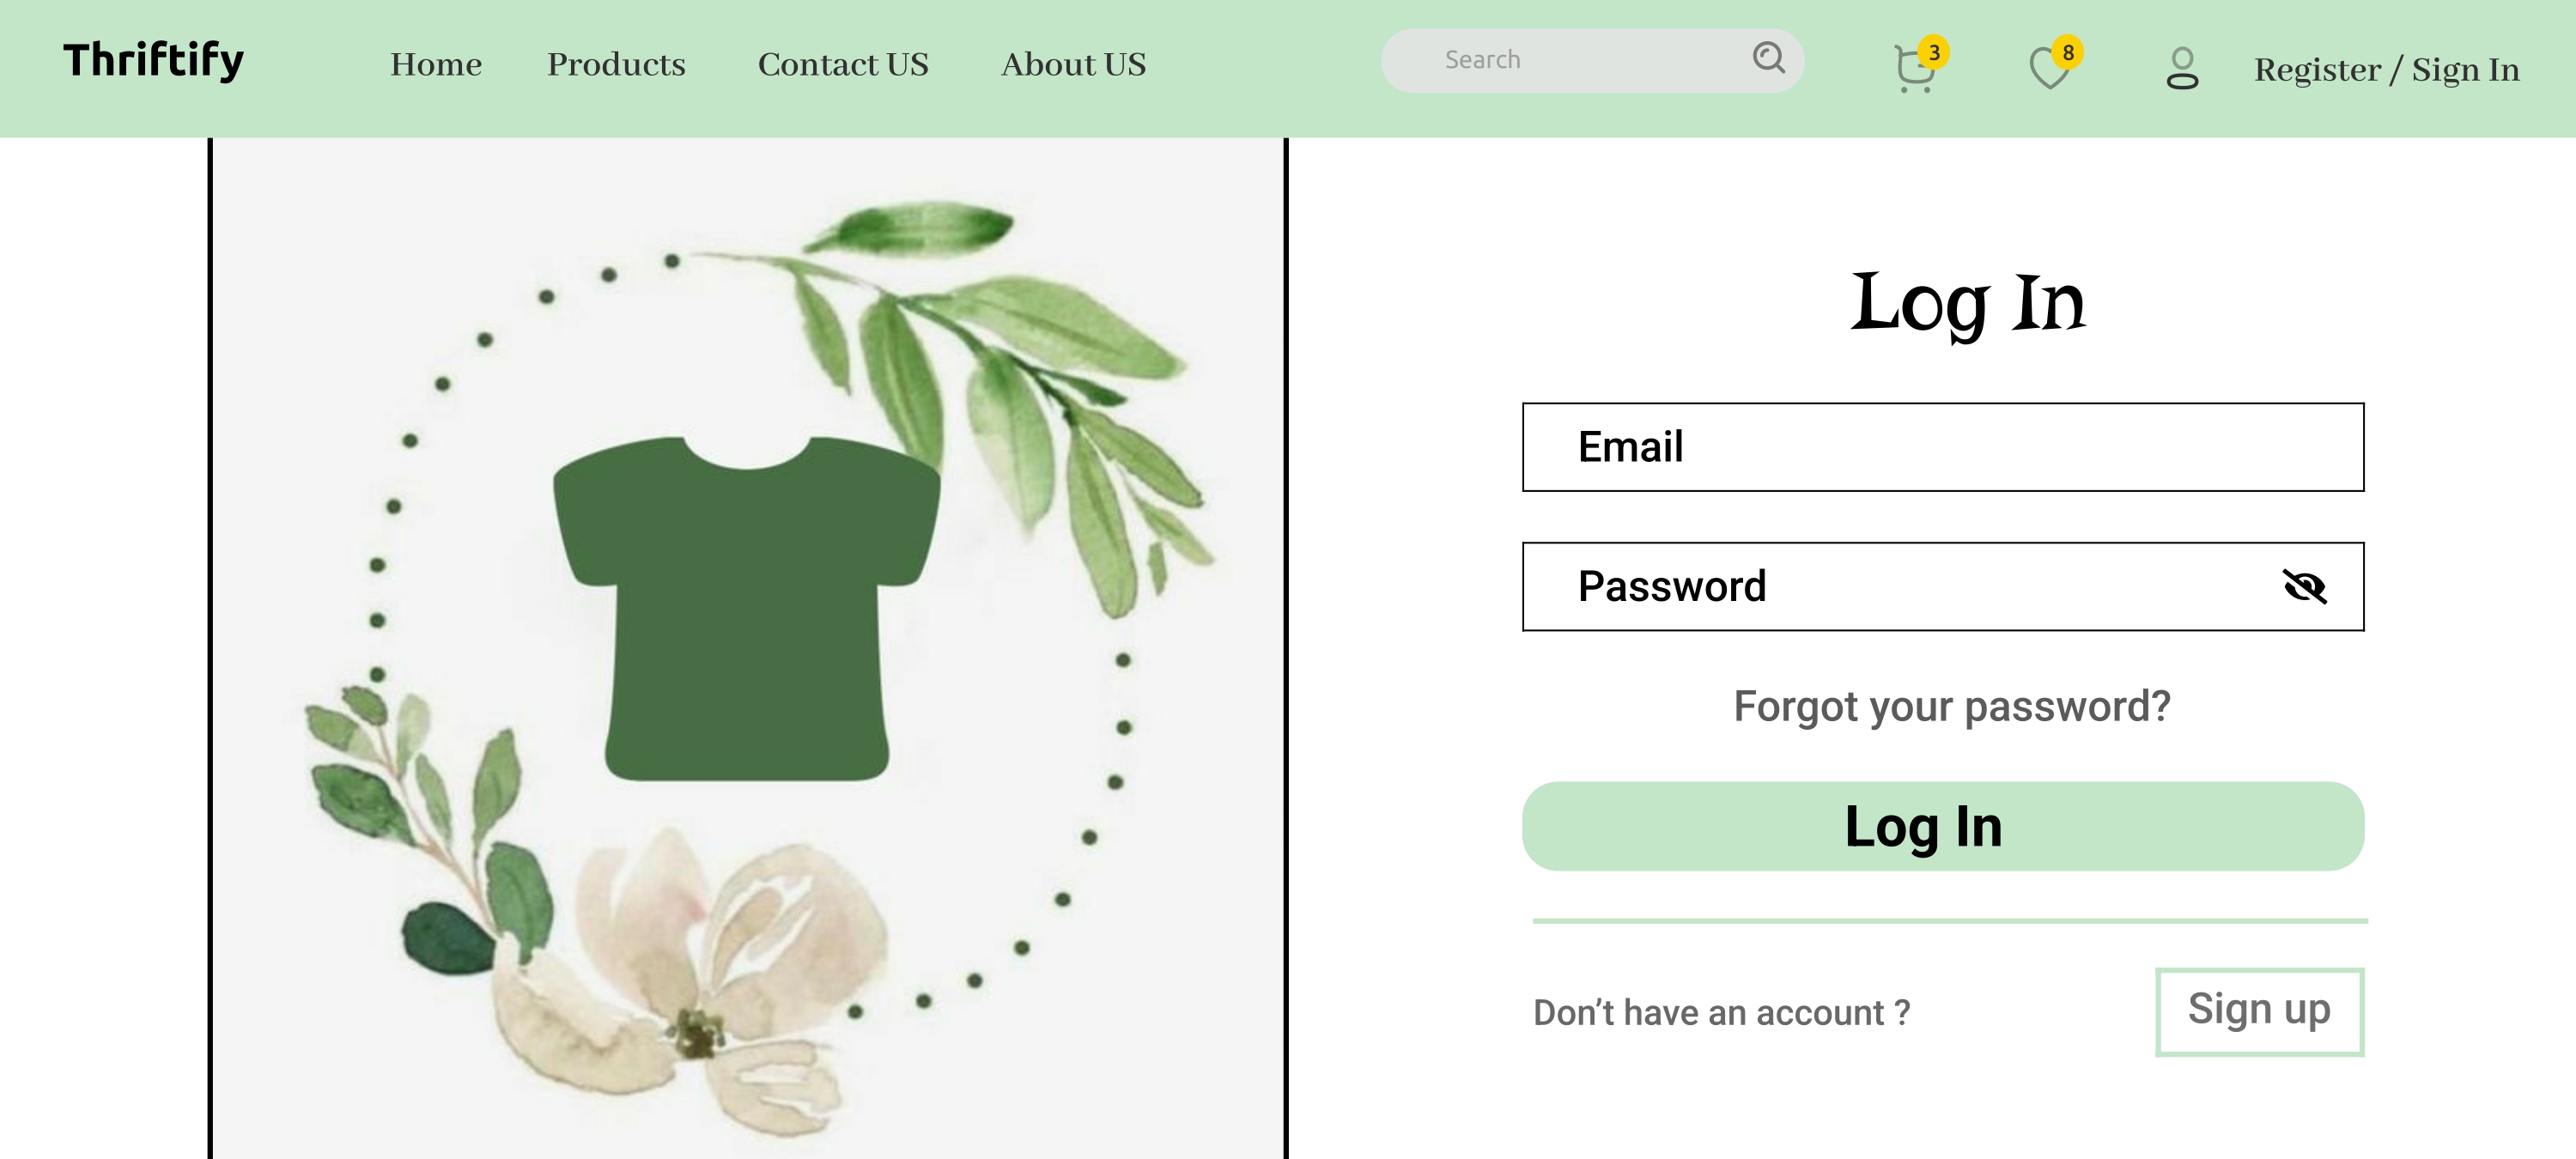 Thriftify
Home
Products
Contact US
About US
Search
3
8
Register / Sign In
Log In
Email
Password
Forgot your password?
Log In
Don’t have an account ?
Sign up